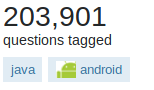 203,901
questions tagged
java android